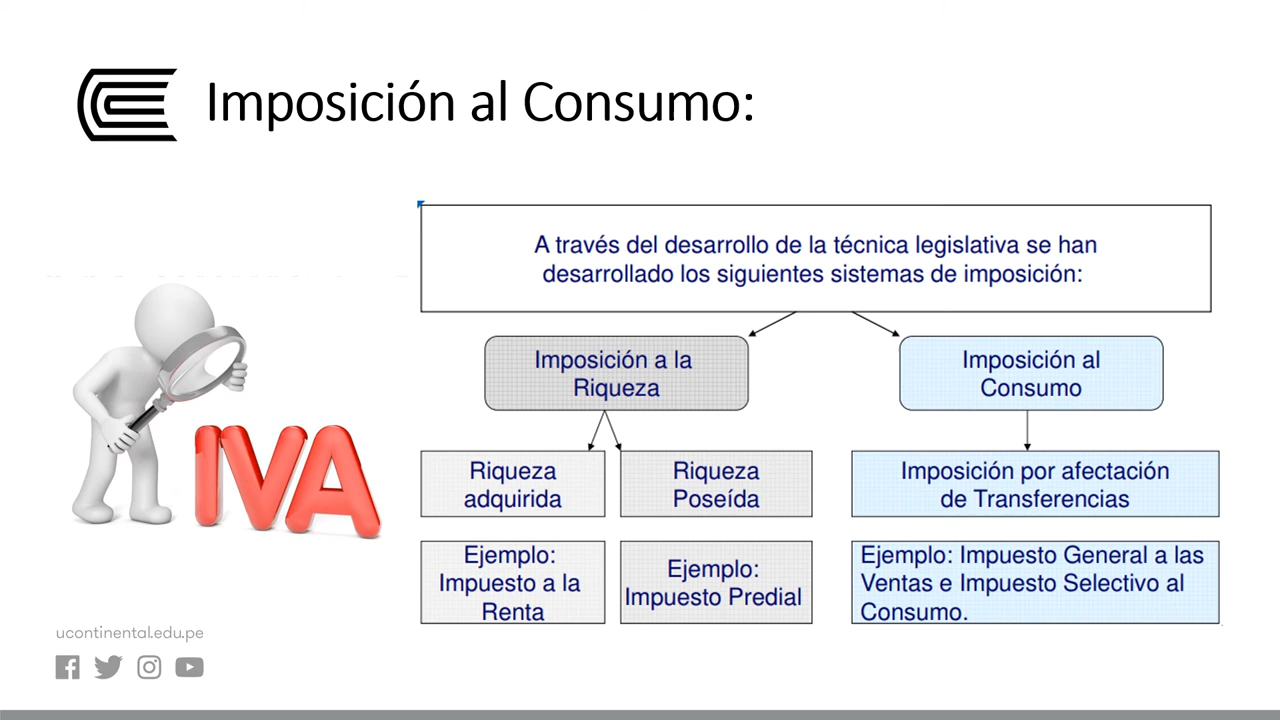 Imposición al Consumo:
A través del desarrollo de la técnica legislativa se han
desarrollado los siguientes sistemas de imposición:
Imposición a la
Riqueza
Imposición al
Consumo
Riqueza
adquirida
Riqueza
Poseída
Imposición por afectación
de Transferencias
Ejemplo:
Impuesto a la
Renta
Ejemplo:
Impuesto Predial
Ejemplo: Impuesto General a las
Ventas e Impuesto Selectivo al
Consumo.
IVA
ucontinental.edu.pe